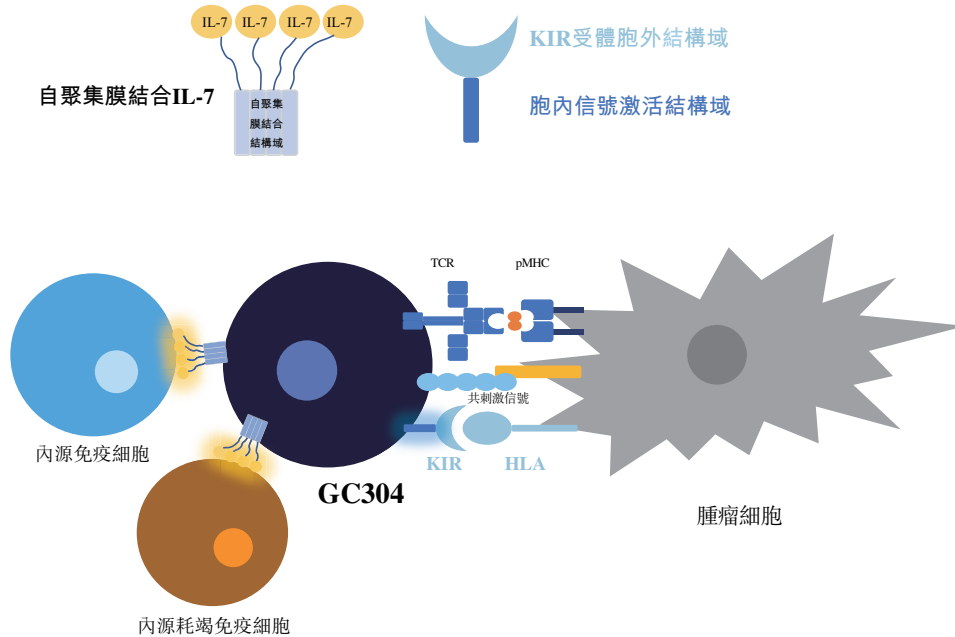 IL-7 IL-7 IL-7 IL-7
自聚集膜結合IL-7
自聚集
膜結合
結構域
KIR受體胞外結構域
胞內信號激活結構域
TCR
pMHC
共刺激信號
KIR
HLA
內源免疫細胞
GC304
腫瘤細胞
內源耗竭免疫細胞